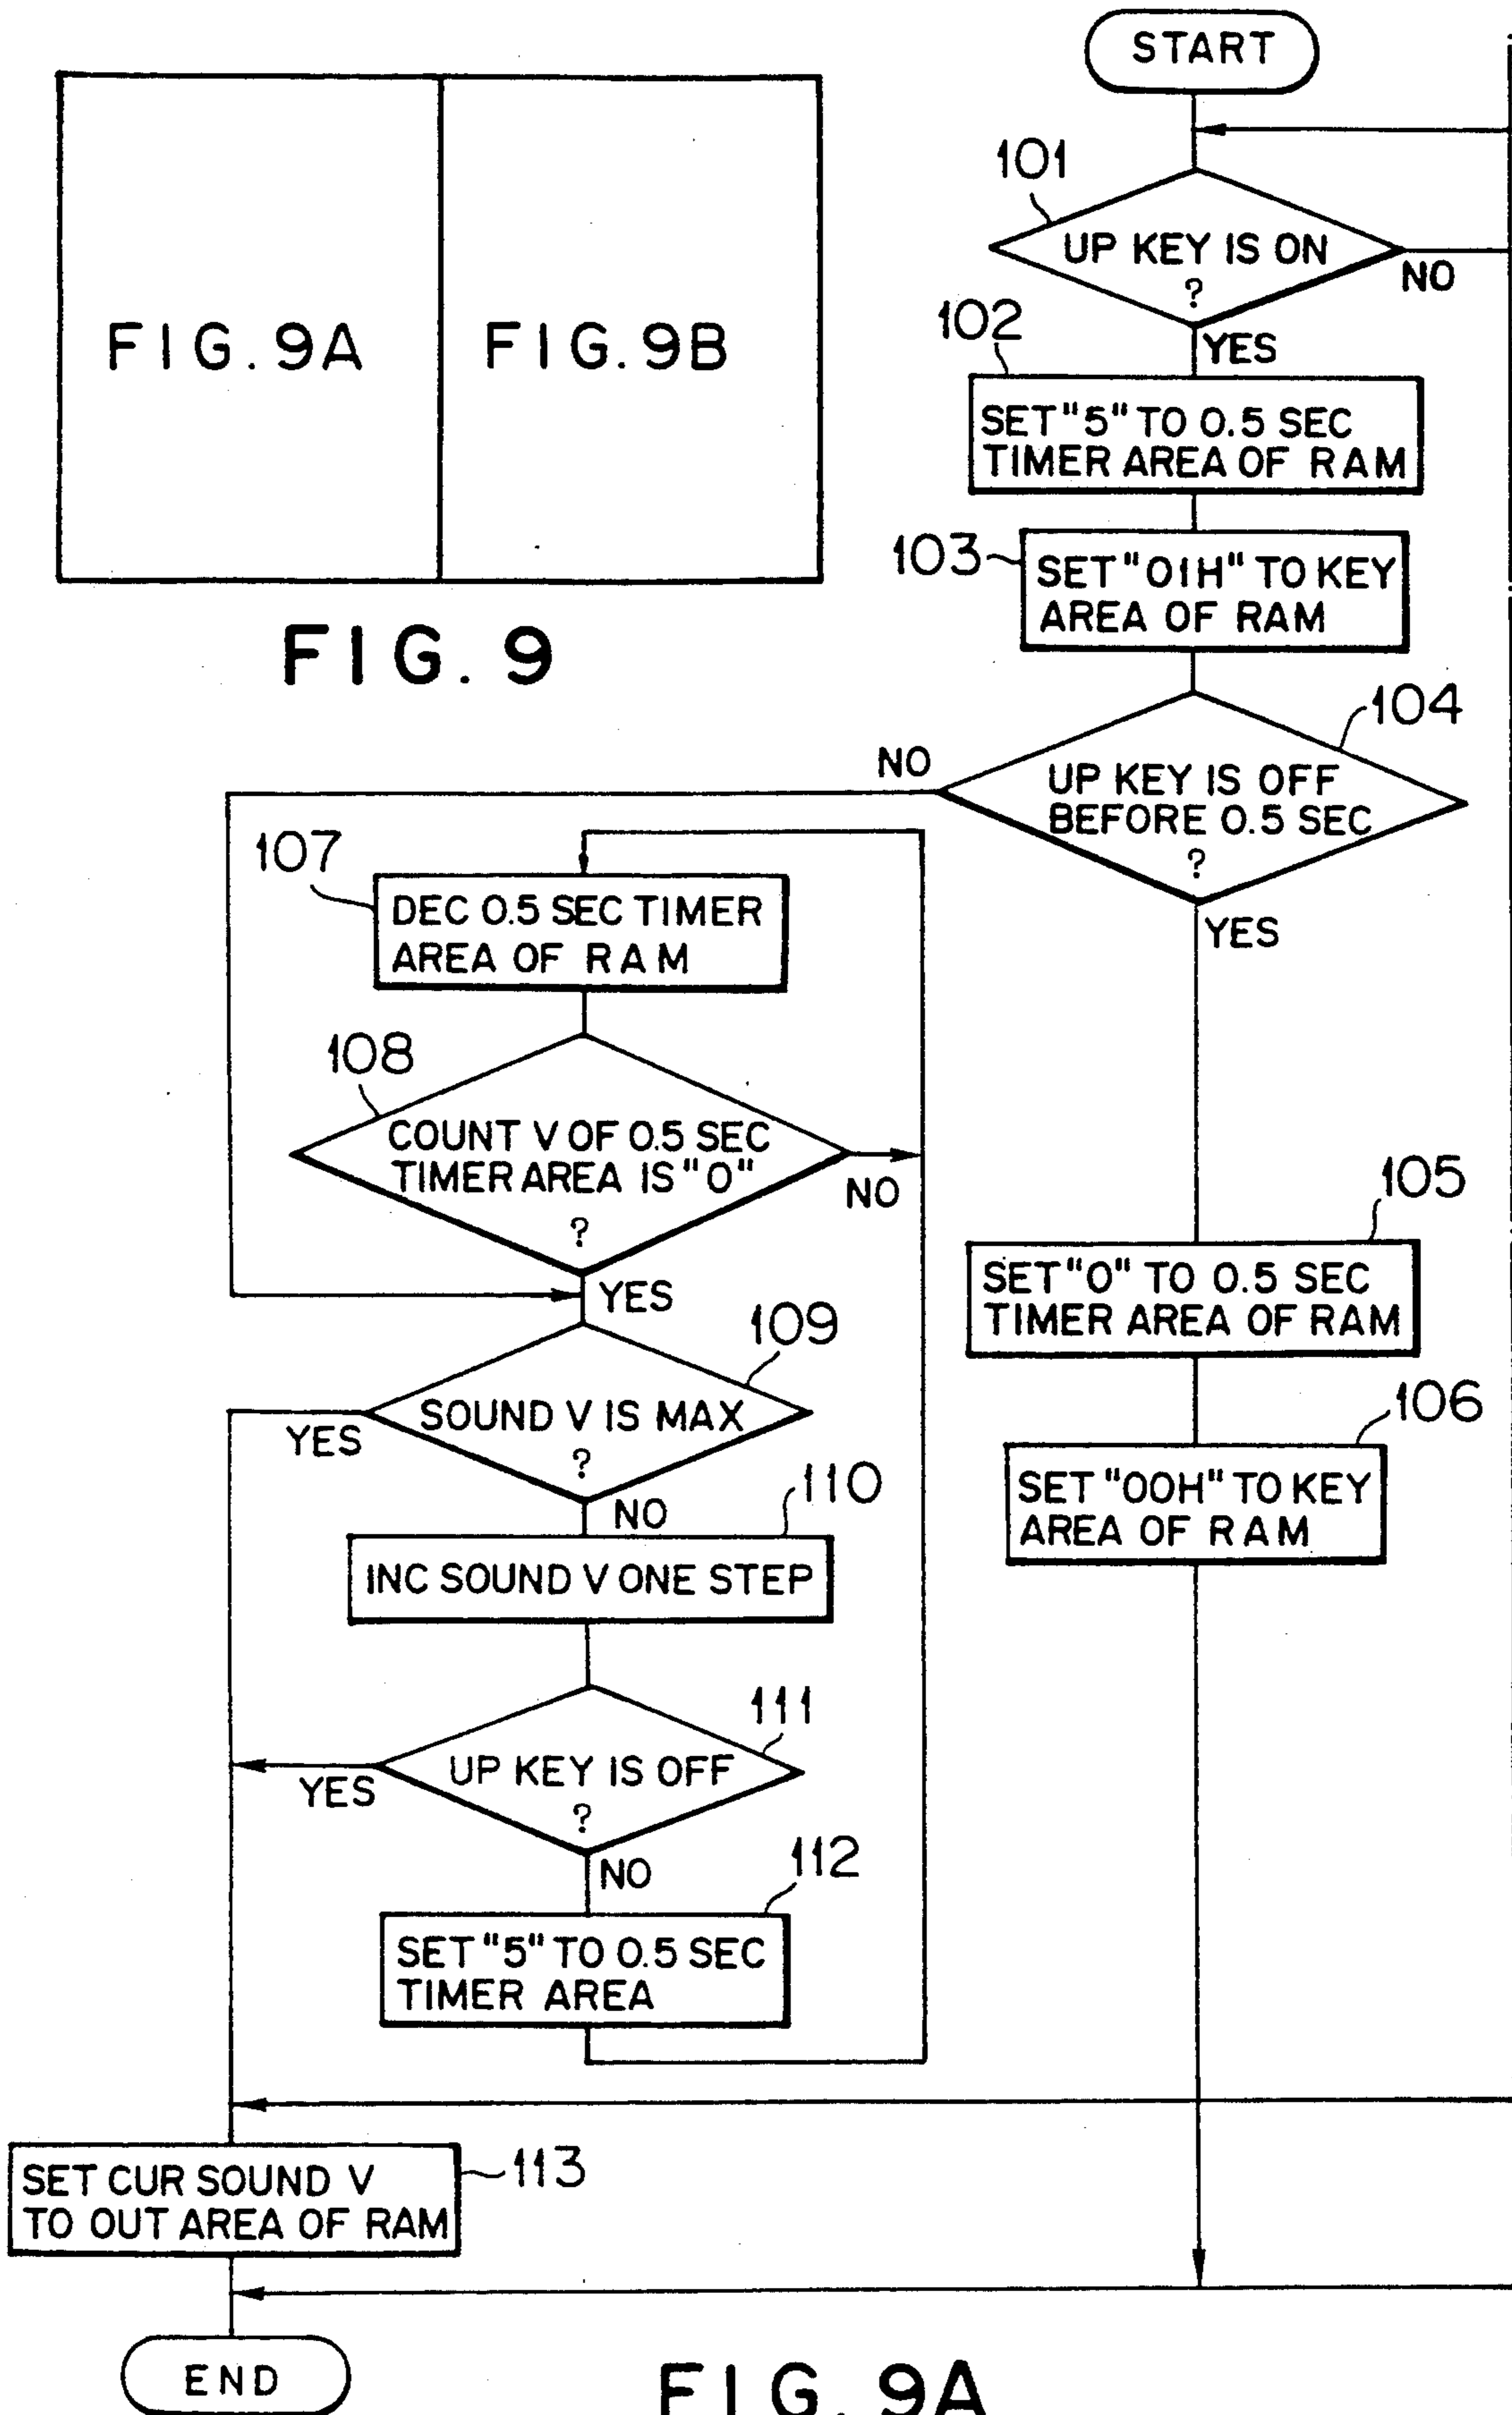 FIG. 9A
FIG. 9B
FIG. 9
START
101
UP KEY IS ON
?
NO
YES
102
SET "5" TO 0.5 SEC
TIMER AREA OF RAM
103
SET "01H" TO KEY
AREA OF RAM
104
UP KEY IS OFF
BEFORE 0.5 SEC
?
NO
YES
107
DEC 0.5 SEC TIMER
AREA OF RAM
108
COUNT V OF 0.5 SEC
TIMER AREA IS "0"
?
NO
YES
105
SET "0" TO 0.5 SEC
TIMER AREA OF RAM
109
SOUND V IS MAX
?
YES
NO
106
SET "00H" TO KEY
AREA OF RAM
110
INC SOUND V ONE STEP
111
UP KEY IS OFF
?
YES
NO
112
SET "5" TO 0.5 SEC
TIMER AREA
113
SET CUR SOUND V
TO OUT AREA OF RAM
END
FIG. 9A